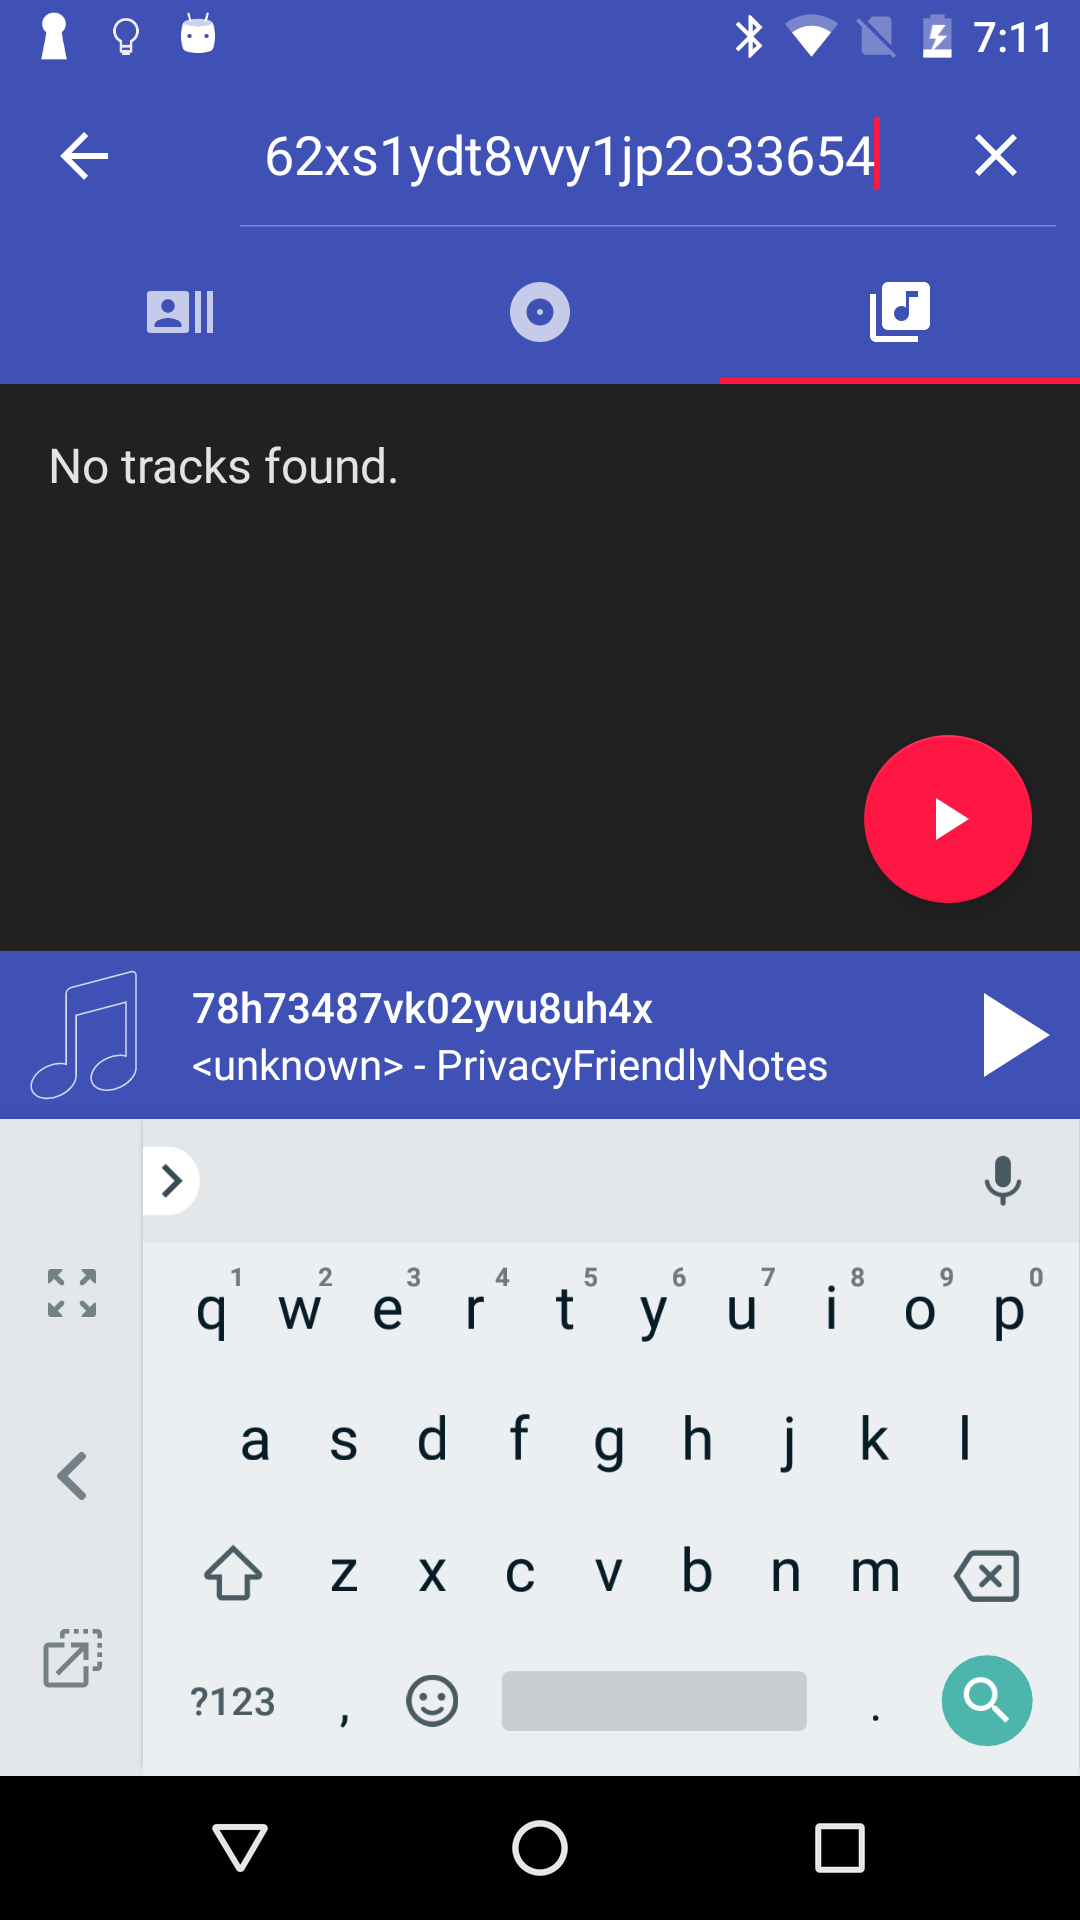 7:11
62xs1ydt8vvy1jp2o33654
No tracks found.
78h73487vk02yvu8uh4x
<unknown> - PrivacyFriendlyNotes
1 2 3 4 5 6 7 8 9 0
q w e r t y u i o p
a s d f g h j k l
z x c v b n m
?123 , .